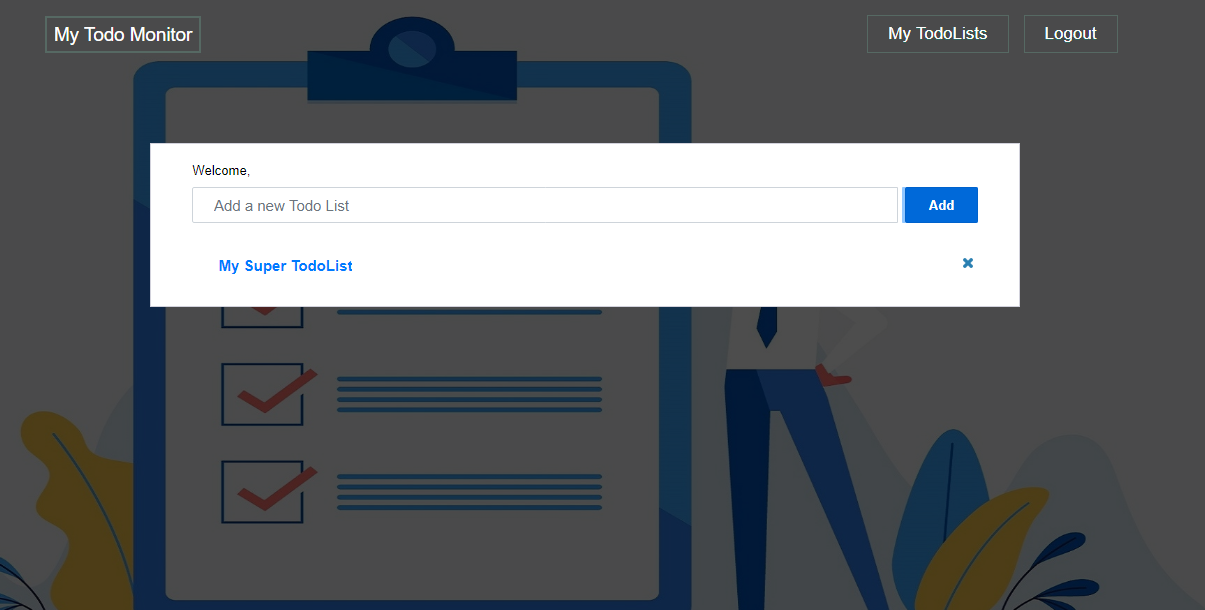 My Todo Monitor
My TodoLists
Logout
Welcome,
Add a new Todo List
Add
My Super TodoList